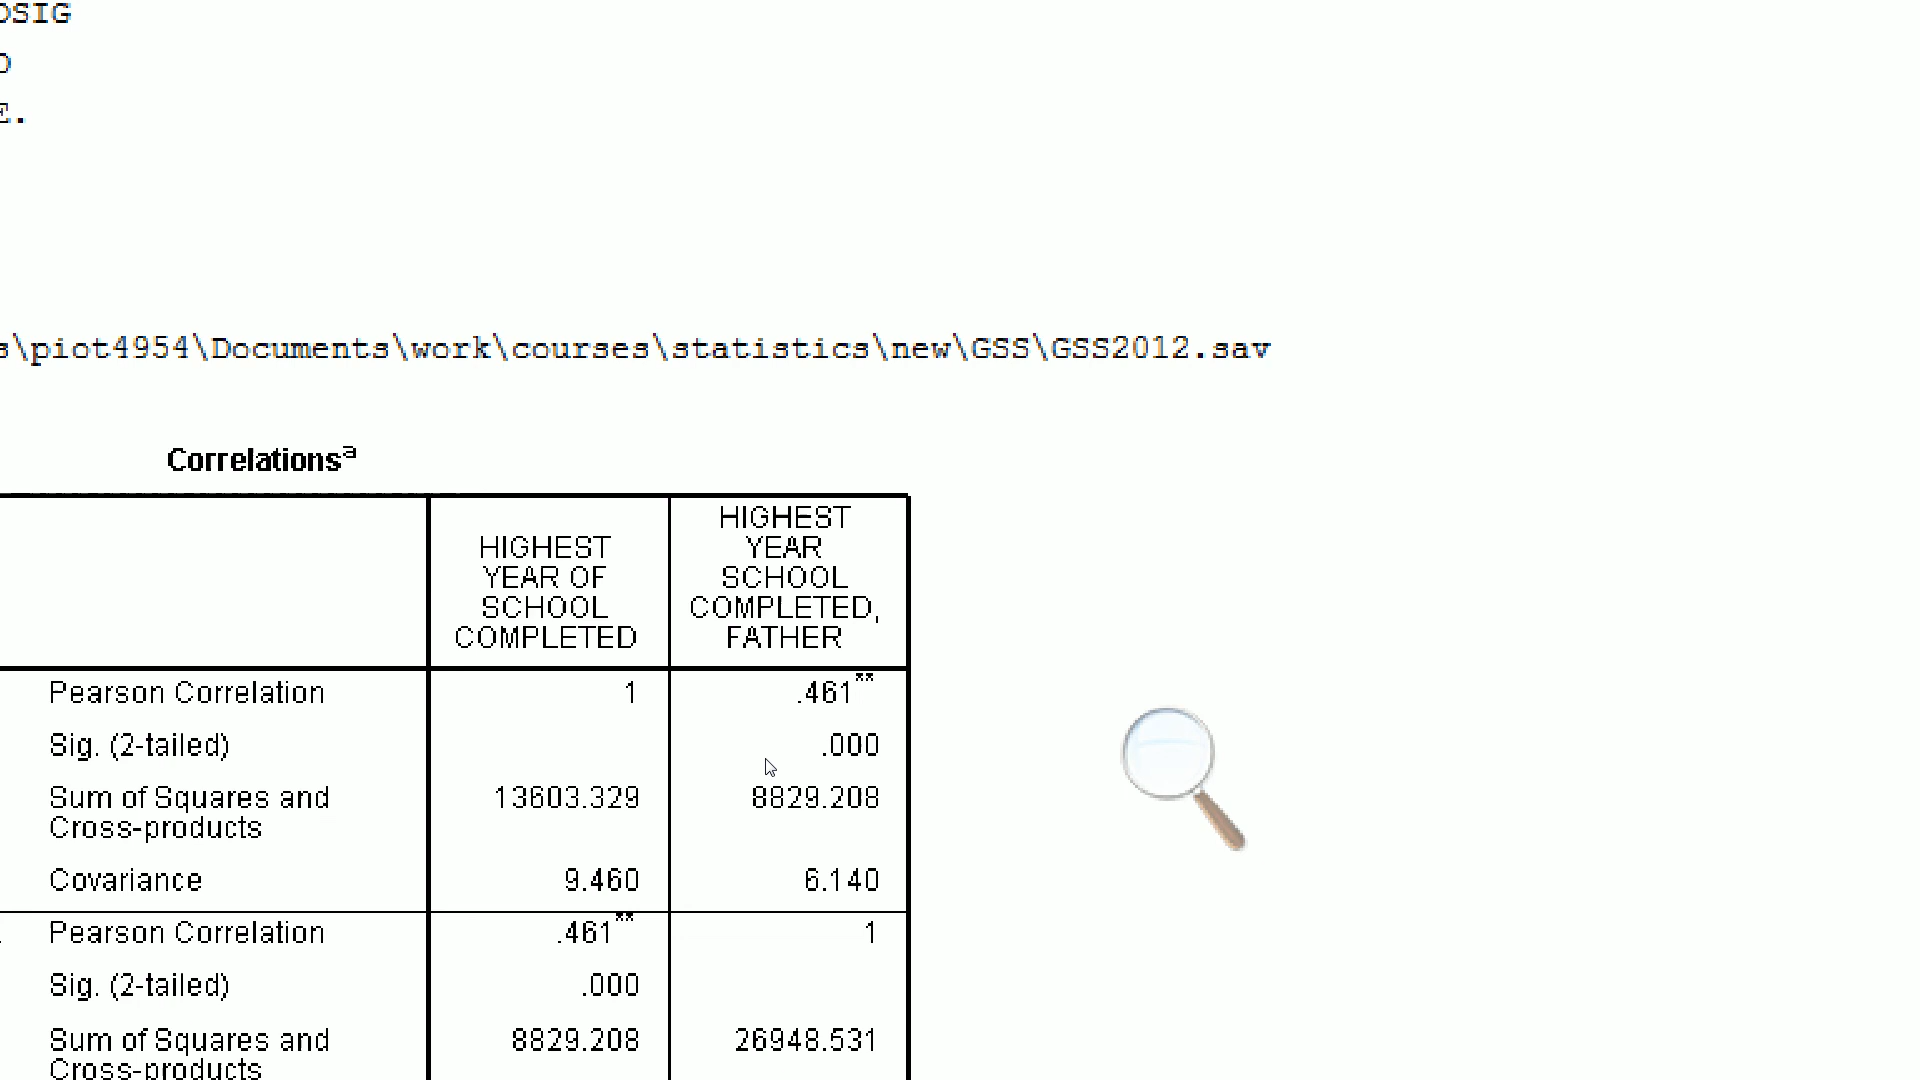 OSIG
D
E.
s\piot4954\Documents\work\courses\statistics\new\GSS\GSS2012.sav
Correlationsᵃ
HIGHEST YEAR OF SCHOOL COMPLETED
HIGHEST YEAR SCHOOL COMPLETED, FATHER
Pearson Correlation 1 .461**
Sig. (2-tailed) .000
Sum of Squares and Cross-products 13603.329 8829.208
Covariance 9.460 6.140
Pearson Correlation .461** 1
Sig. (2-tailed) .000
Sum of Squares and Cross-products 8829.208 26948.531